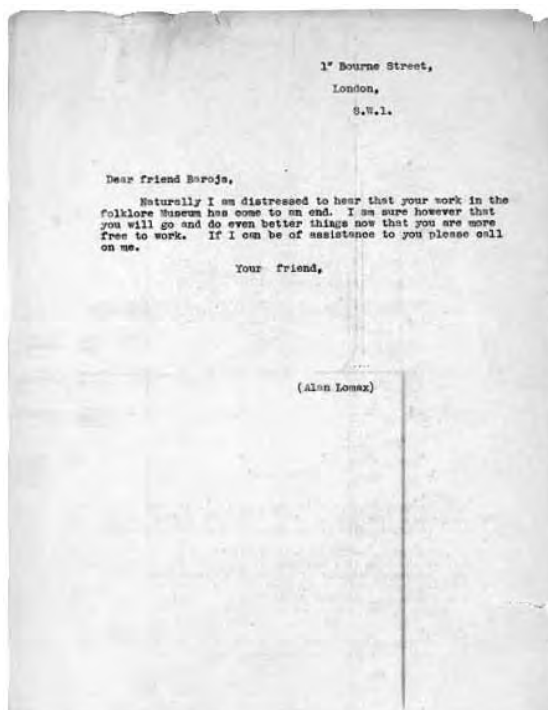 Bourne Street,
London,
S.W.1.
Dear friend Baroja,
Naturally I am distressed to hear that your work in the
folklore Museum has come to an end. I am sure however that
you will go and do even better things now that you are more
free to work. If I can be of assistance to you please call
on me.
Your friend,
(Alan Lomax)